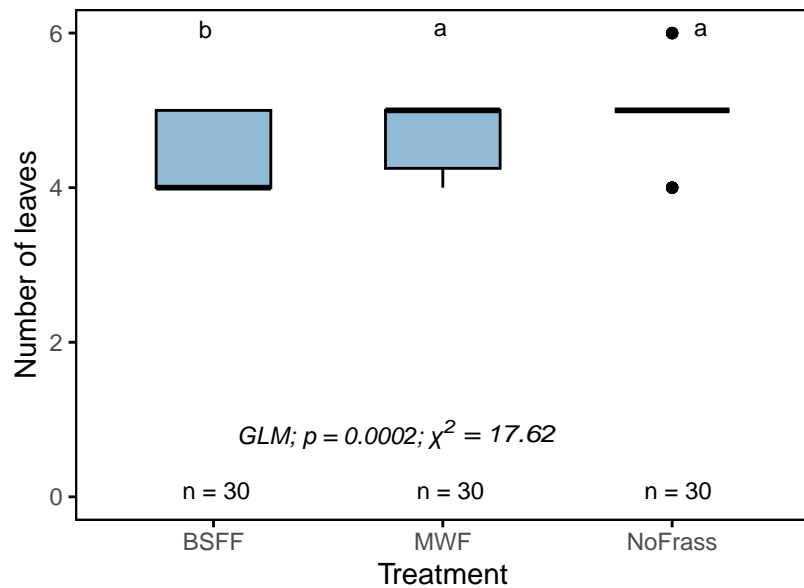 6
b
a
a
4
2
0
Number of leaves
GLM; p = 0.0002; χ² = 17.62
n = 30
n = 30
n = 30
BSFF
MWF
NoFrass
Treatment